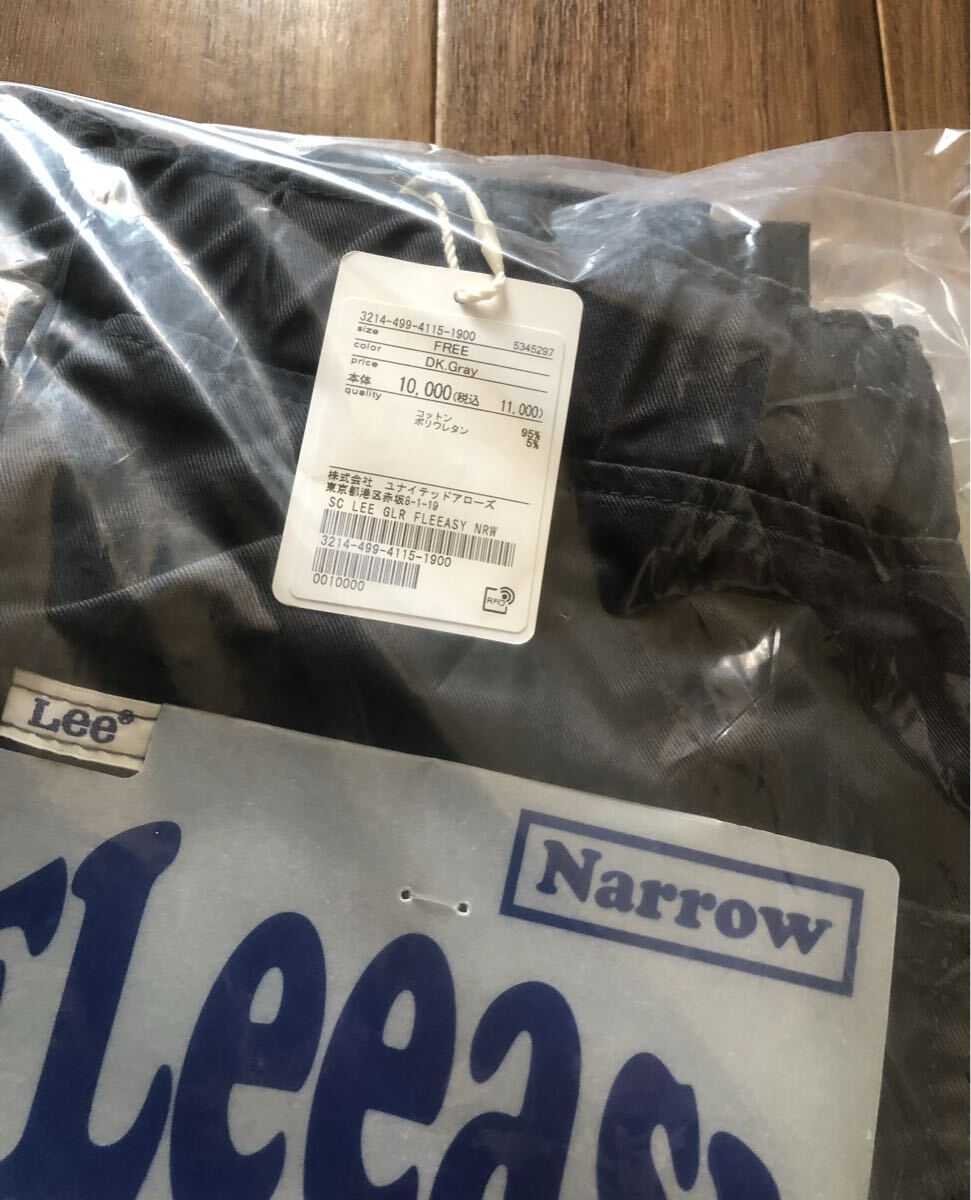 3214-499-4115-1900
size FREE 5345297
color DK.Gray
price
本体 10,000(税込 11,000)
quality
コットン 95%
ポリウレタン 5%
株式会社 ユナイテッドアローズ
東京都港区赤坂8-1-19
SC LEE GLR FLEEASY NRW
3214-499-4115-1900
0010000
RFID
Lee®
Narrow
FLeeasy